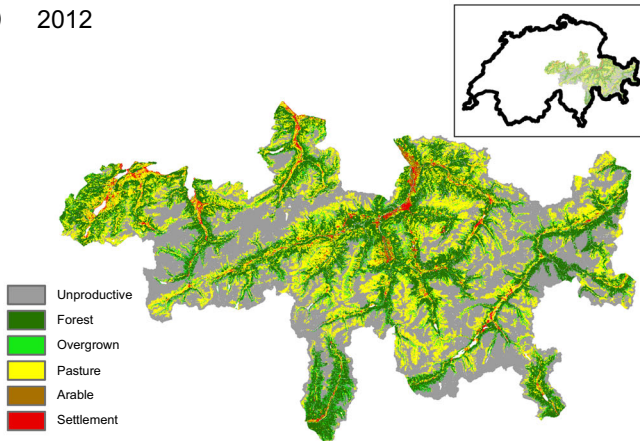 ) 2012
Unproductive
Forest
Overgrown
Pasture
Arable
Settlement